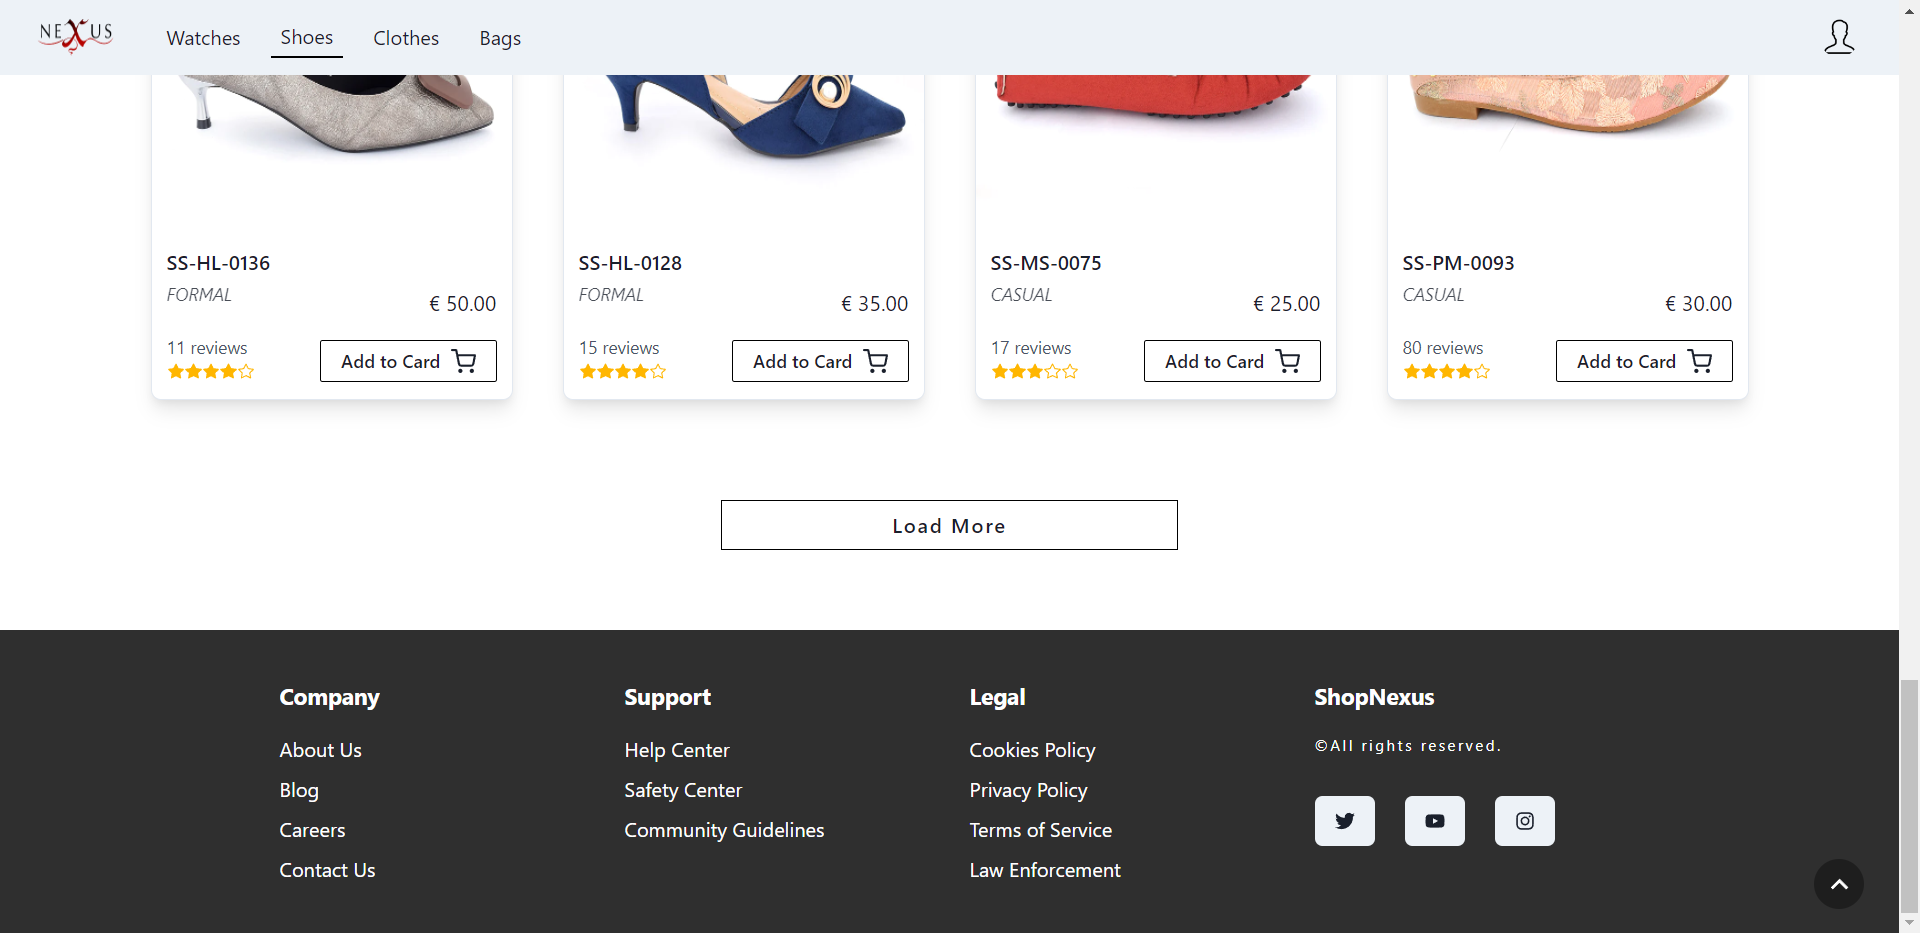 NEXUS
Watches Shoes Clothes Bags
SS-HL-0136
FORMAL
€ 50.00
11 reviews
Add to Card
SS-HL-0128
FORMAL
€ 35.00
15 reviews
Add to Card
SS-MS-0075
CASUAL
€ 25.00
17 reviews
Add to Card
SS-PM-0093
CASUAL
€ 30.00
80 reviews
Add to Card
Load More
Company
About Us
Blog
Careers
Contact Us
Support
Help Center
Safety Center
Community Guidelines
Legal
Cookies Policy
Privacy Policy
Terms of Service
Law Enforcement
ShopNexus
©All rights reserved.